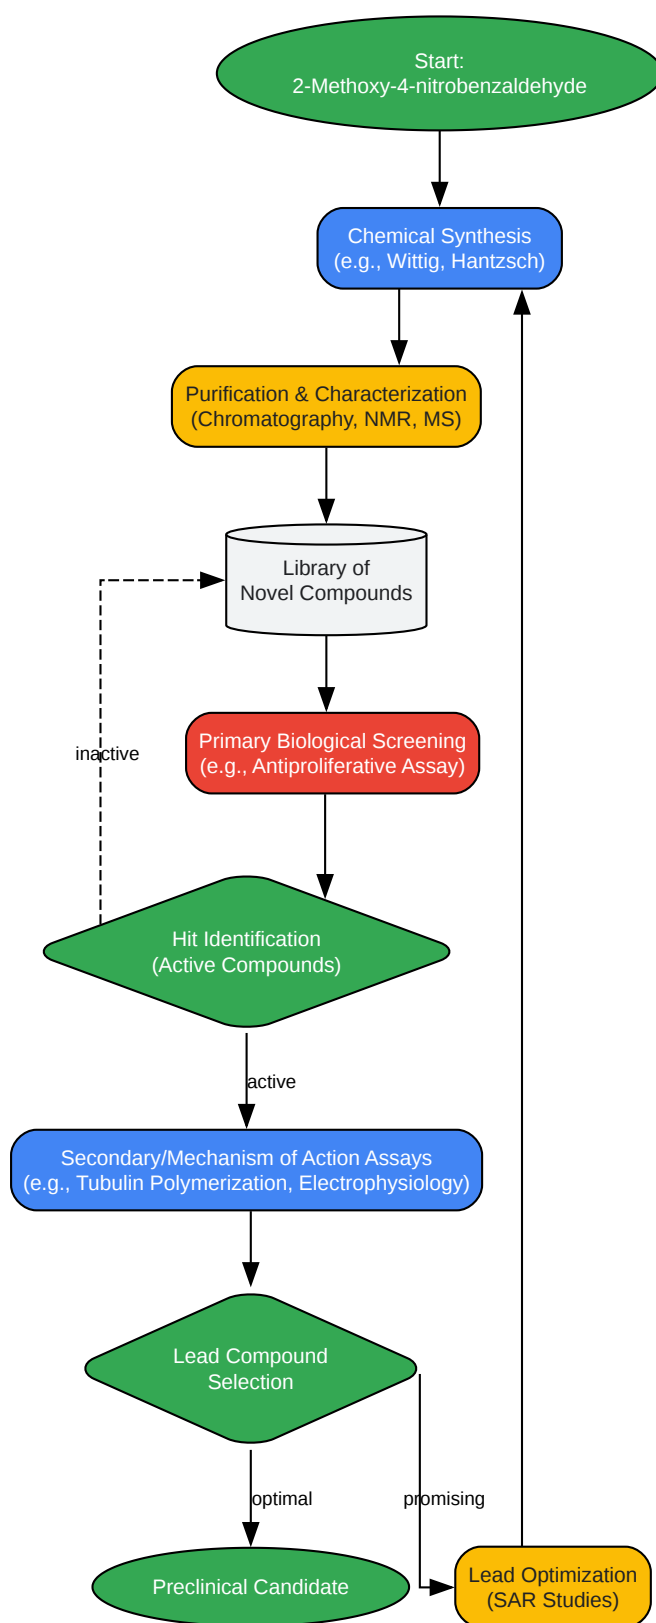 Start:
2-Methoxy-4-nitrobenzaldehyde
Chemical Synthesis
(e.g., Wittig, Hantzsch)
Purification & Characterization
(Chromatography, NMR, MS)
Library of
Novel Compounds
Primary Biological Screening
(e.g., Antiproliferative Assay)
inactive
Hit Identification
(Active Compounds)
active
Secondary/Mechanism of Action Assays
(e.g., Tubulin Polymerization, Electrophysiology)
Lead Compound
Selection
optimal
promising
Preclinical Candidate
Lead Optimization
(SAR Studies)